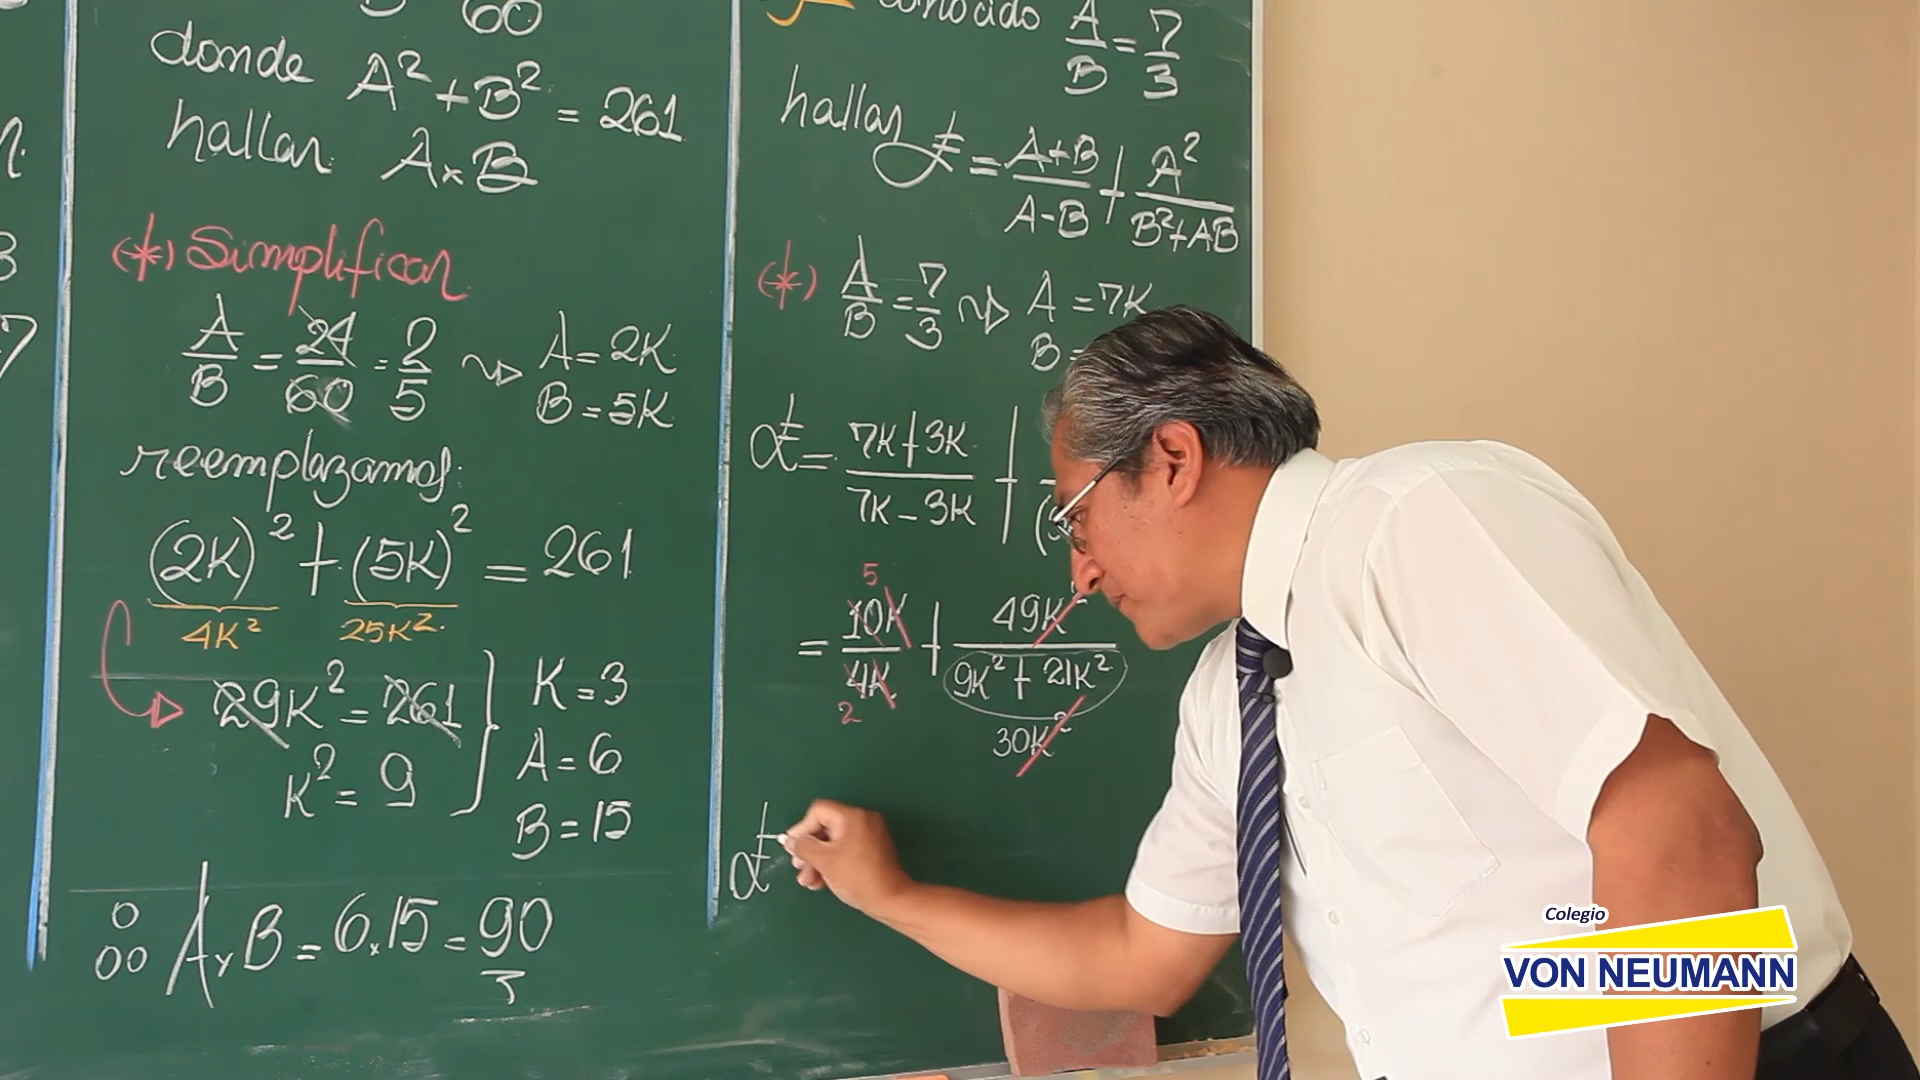 B 60
donde A² + B² = 261
hallar A x B
(*) Simplificar
A/B = 24/60 = 2/5 ⇝ A = 2K
B = 5K
reemplazamos:
(2K)² + (5K)² = 261
4K² 25K²
29K² = 261
K² = 9
K = 3
A = 6
B = 15
A x B = 6 x 15 = 90
conocido A/B = 7/3
hallar = A+B/A-B + A²/B²+AB
(*) A/B = 7/3 ⇝ A = 7K
B =
= 7K+3K/7K-3K +
5
= 10K/4K + 49K²/9K²+21K²
2
30K²
Colegio
VON NEUMANN